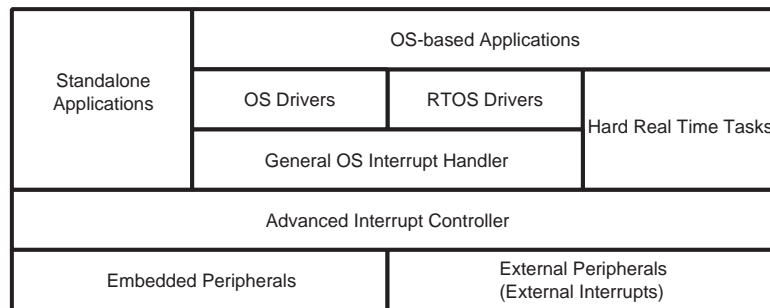 OS-based Applications
Standalone
Applications
OS Drivers
RTOS Drivers
Hard Real Time Tasks
General OS Interrupt Handler
Advanced Interrupt Controller
Embedded Peripherals
External Peripherals
(External Interrupts)